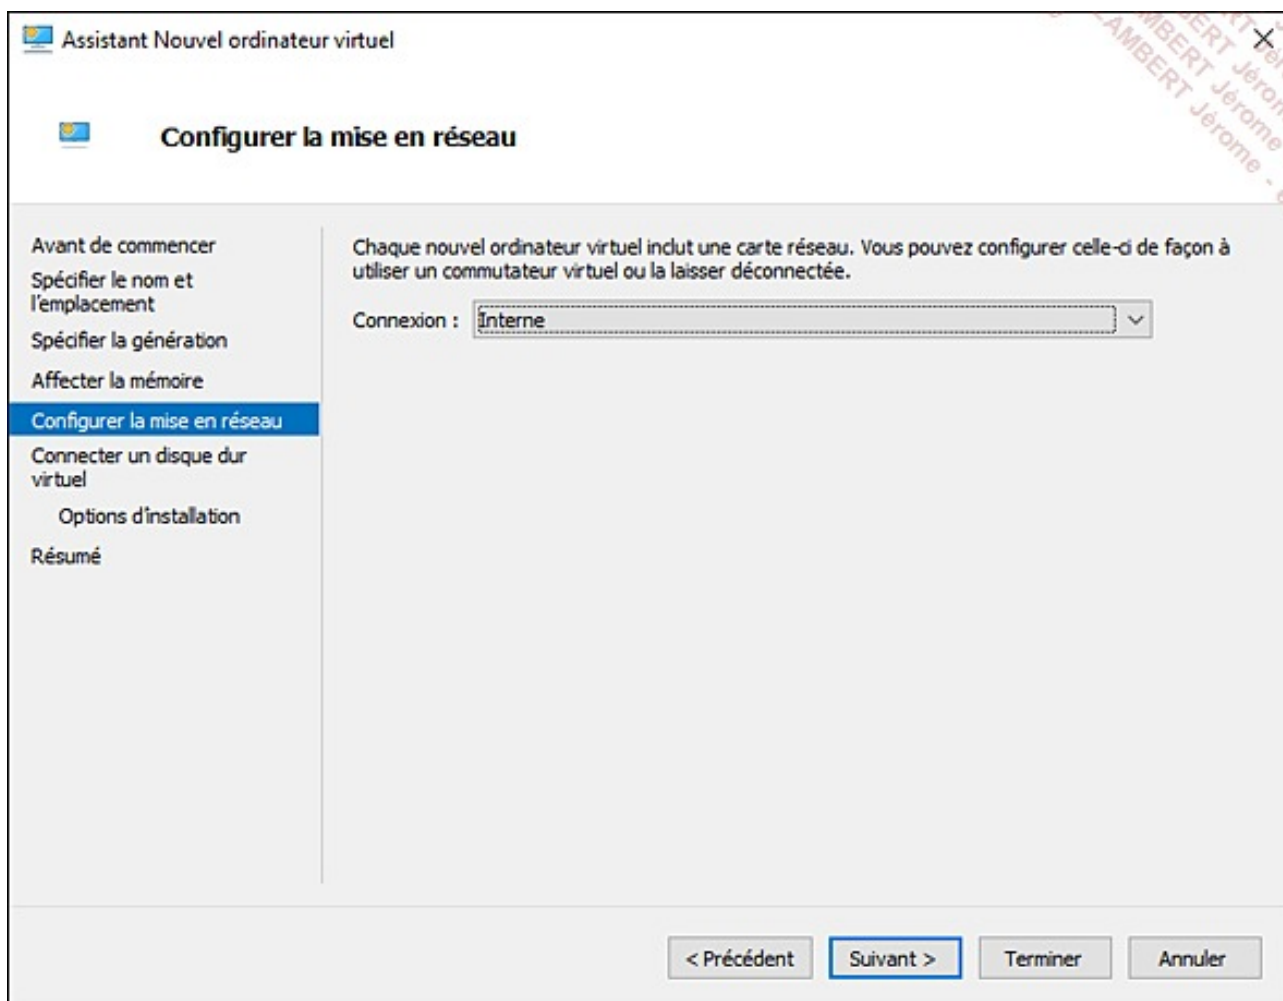 Assistant Nouvel ordinateur virtuel
Configurer la mise en réseau
Avant de commencer
Spécifier le nom et
l'emplacement
Spécifier la génération
Affecter la mémoire
Configurer la mise en réseau
Connecter un disque dur
virtuel
Options d'installation
Résumé
Chaque nouvel ordinateur virtuel inclut une carte réseau. Vous pouvez configurer celle-ci de façon à
utiliser un commutateur virtuel ou la laisser déconnectée.
Connexion : Interne
< Précédent Suivant > Terminer Annuler
LAMBERT Jérome